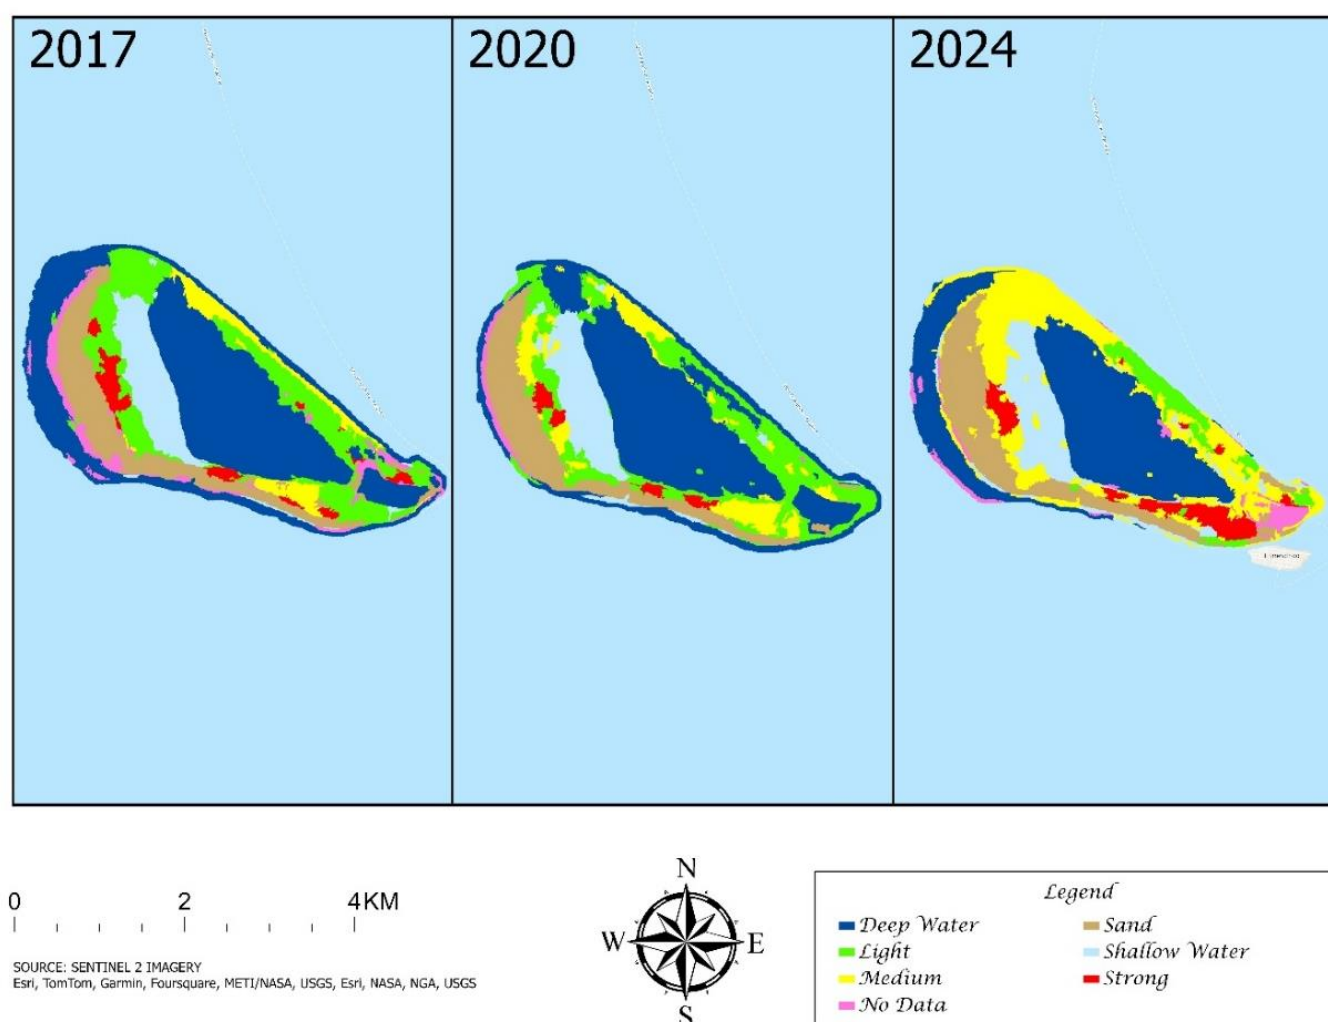 2017
2020
2024
0 2 4KM
SOURCE: SENTINEL 2 IMAGERY
Esri, TomTom, Garmin, Foursquare, METI/NASA, USGS, Esri, NASA, NGA, USGS
N
W E
S
Legend
Deep Water
Light
Medium
No Data
Sand
Shallow Water
Strong